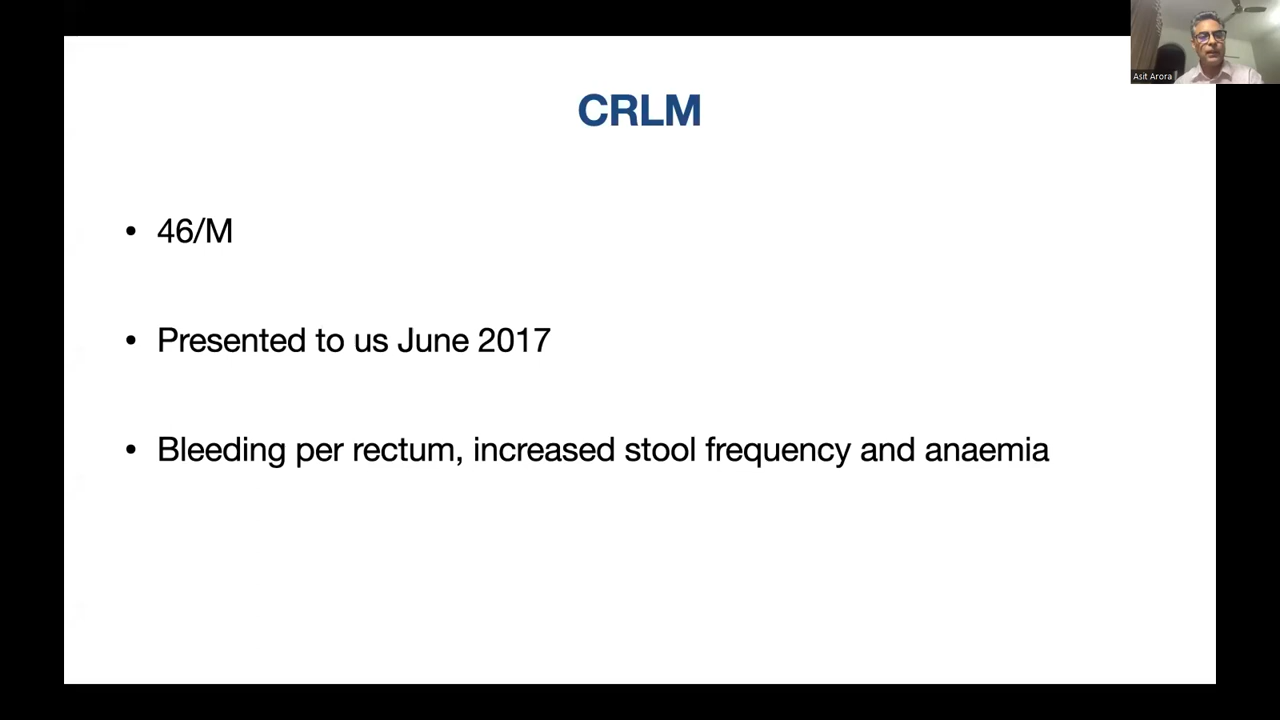 CRLM
• 46/M
• Presented to us June 2017
• Bleeding per rectum, increased stool frequency and anaemia
Asit Arora